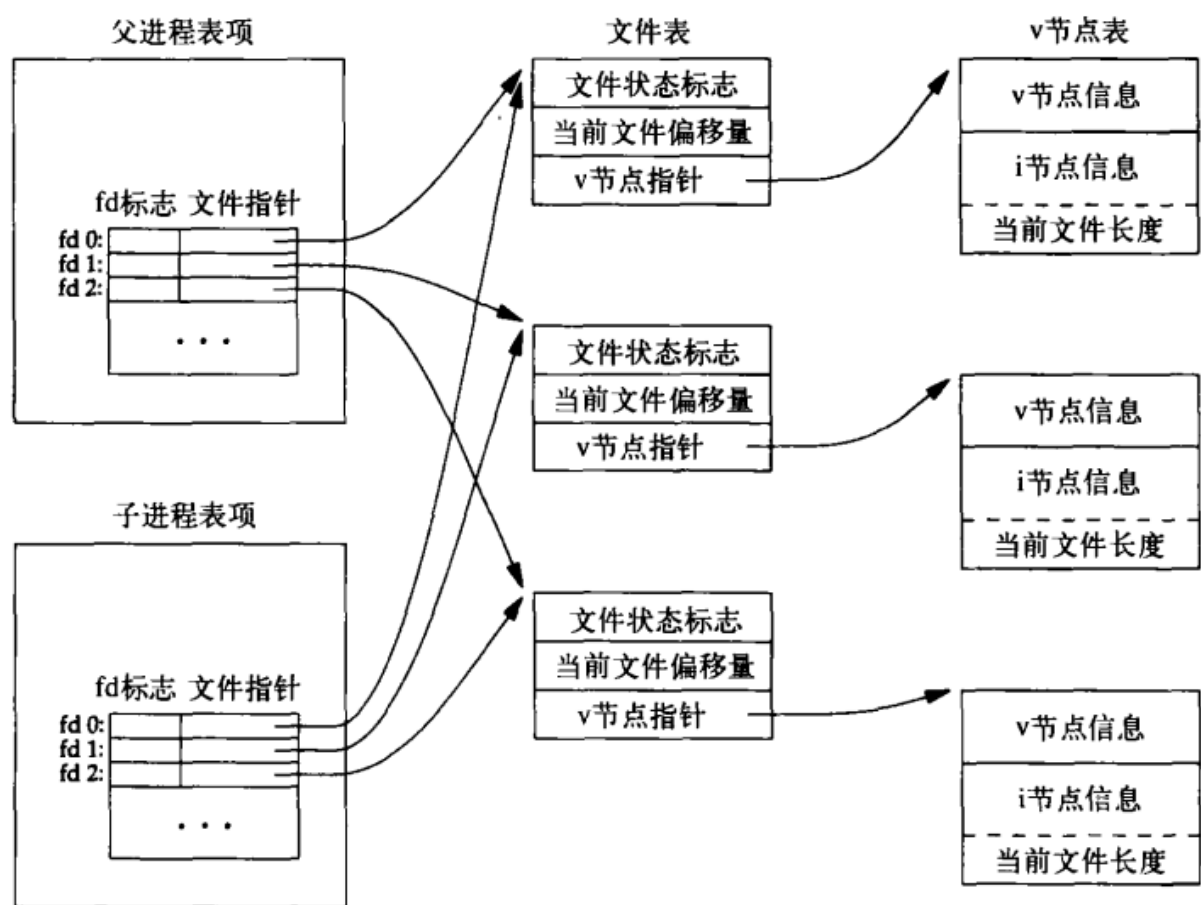 父进程表项
fd标志 文件指针
fd 0:
fd 1:
fd 2:
• • •
子进程表项
fd标志 文件指针
fd 0:
fd 1:
fd 2:
• • •
文件表
文件状态标志
当前文件偏移量
v节点指针
文件状态标志
当前文件偏移量
v节点指针
文件状态标志
当前文件偏移量
v节点指针
v节点表
v节点信息
i节点信息
当前文件长度
v节点信息
i节点信息
当前文件长度
v节点信息
i节点信息
当前文件长度